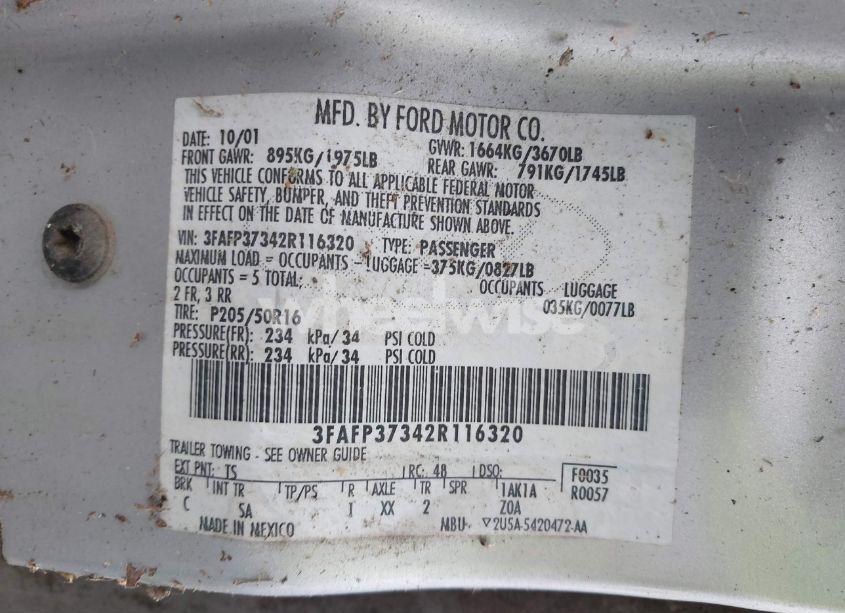 MFD. BY FORD MOTOR CO.
DATE: 10/01 GVWR: 1664KG/3670LB
FRONT GAWR: 895KG/1975LB REAR GAWR: 791KG/1745LB
THIS VEHICLE CONFORMS TO ALL APPLICABLE FEDERAL MOTOR
VEHICLE SAFETY, BUMPER, AND THEFT PREVENTION STANDARDS
IN EFFECT ON THE DATE OF MANUFACTURE SHOWN ABOVE.
VIN: 3FAFP37342R116320 TYPE: PASSENGER
MAXIMUM LOAD = OCCUPANTS - LUGGAGE =375KG/0827LB
OCCUPANTS = 5 TOTAL; OCCUPANTS LUGGAGE
2 FR, 3 RR 035KG/0077LB
TIRE: P205/50R16
PRESSURE(FR): 234 kPa/34 PSI COLD
PRESSURE(RR): 234 kPa/34 PSI COLD
wheelwise
3FAFP37342R116320
TRAILER TOWING - SEE OWNER GUIDE
EXT PNT: TS RC: 48 DSO: F0035
BRK INT TR TP/PS R AXLE TR SPR 1AK1A R0057
C SA I XX 2 ZOA
MADE IN MEXICO MBU- ▽2U5A-5420472-AA